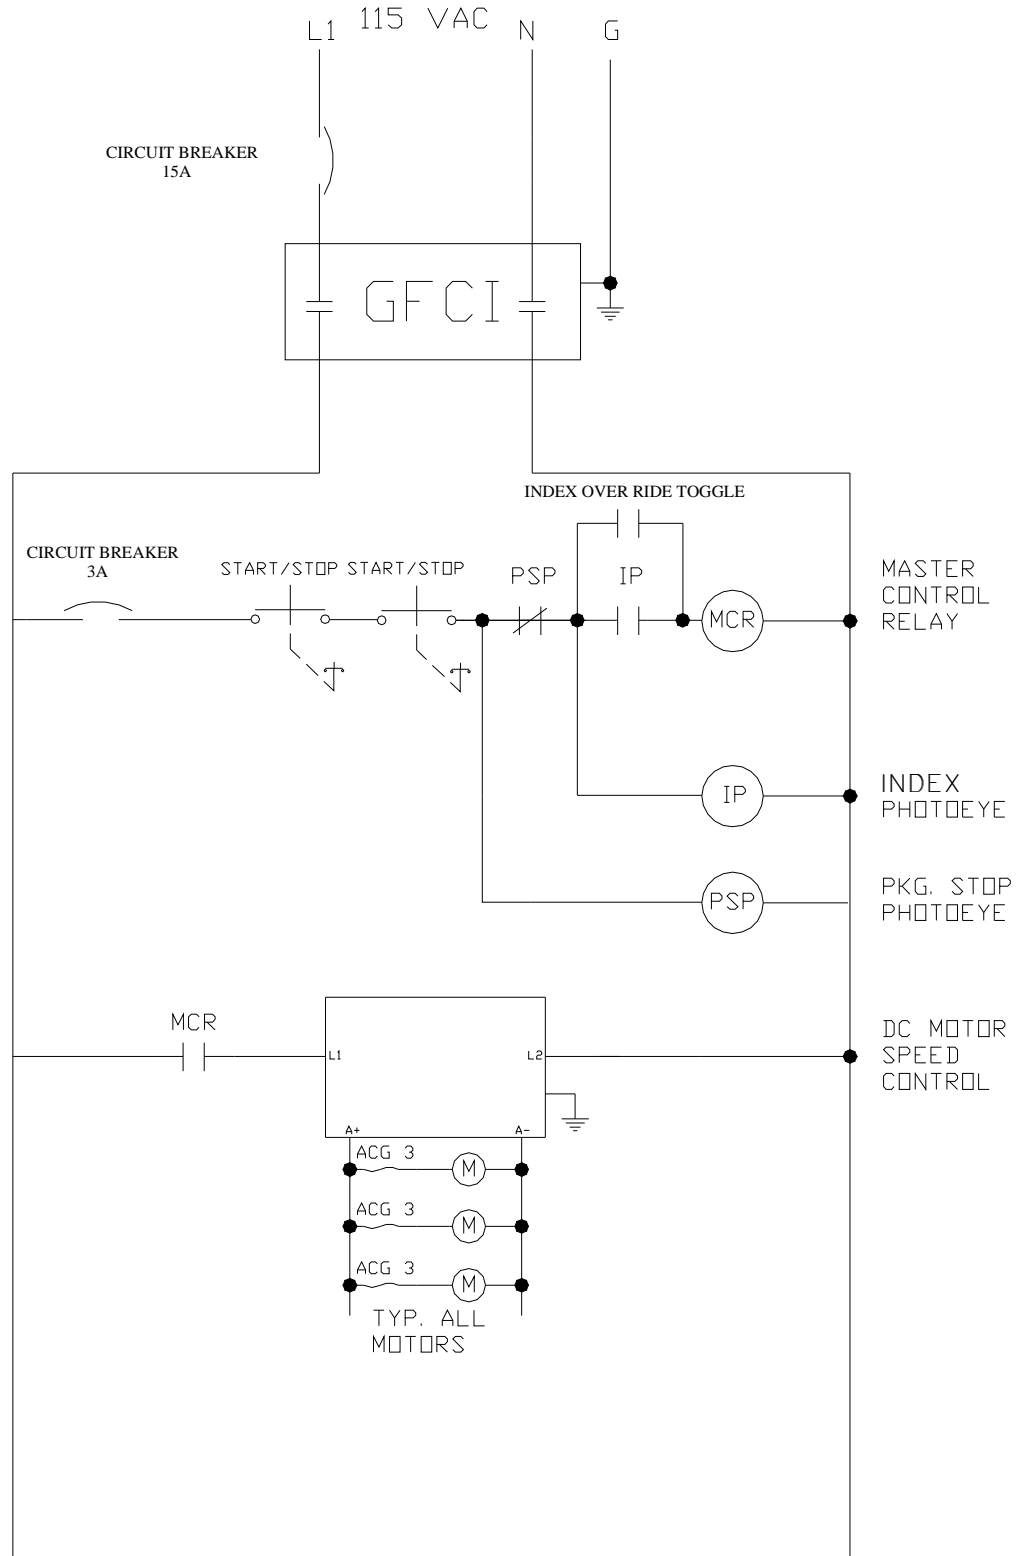 115 VAC
L1
N
G
CIRCUIT BREAKER
15A
GFCI
INDEX OVER RIDE TOGGLE
CIRCUIT BREAKER
3A
START/STOP
START/STOP
PSP
IP
MCR
MASTER
CONTROL
RELAY
IP
INDEX
PHOTOEYE
PSP
PKG. STOP
PHOTOEYE
MCR
L1
L2
DC MOTOR
SPEED
CONTROL
A+
A-
ACG 3
M
ACG 3
M
ACG 3
M
TYP. ALL
MOTORS